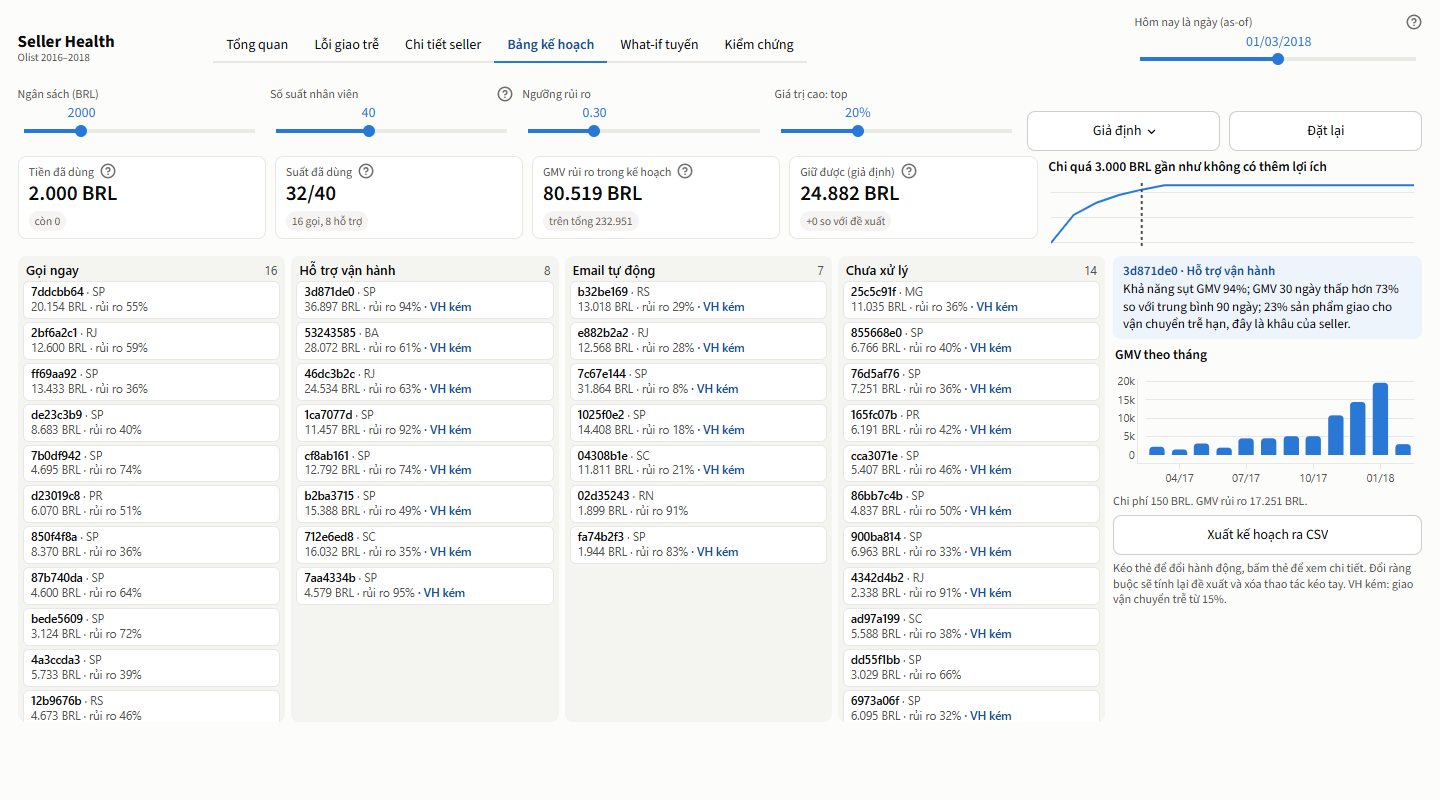 Seller Health
Olist 2016–2018
Tổng quan
Lỗi giao trễ
Chi tiết seller
Bảng kế hoạch
What-if tuyến
Kiểm chứng
Hôm nay là ngày (as-of)
01/03/2018
Ngân sách (BRL)
2000
Số suất nhân viên
40
Ngưỡng rủi ro
0.30
Giá trị cao: top
20%
Giả định
Đặt lại
Tiền đã dùng
2.000 BRL
còn 0
Suất đã dùng
32/40
16 gọi, 8 hỗ trợ
GMV rủi ro trong kế hoạch
80.519 BRL
trên tổng 232.951
Giữ được (giả định)
24.882 BRL
+0 so với đề xuất
Chi quá 3.000 BRL gần như không có thêm lợi ích
Gọi ngay 16
7ddcbb64 · SP
20.154 BRL · rủi ro 55%
2bf6a2c1 · RJ
12.600 BRL · rủi ro 59%
ff69aa92 · SP
13.433 BRL · rủi ro 36%
de23c3b9 · SP
8.683 BRL · rủi ro 40%
7b0df942 · SP
4.695 BRL · rủi ro 74%
d23019c8 · PR
6.070 BRL · rủi ro 51%
850f4f8a · SP
8.370 BRL · rủi ro 36%
87b740da · SP
4.600 BRL · rủi ro 64%
bede5609 · SP
3.124 BRL · rủi ro 72%
4a3ccda3 · SP
5.733 BRL · rủi ro 39%
12b9676b · RS
4.673 BRL · rủi ro 46%
Hỗ trợ vận hành 8
3d871de0 · SP
36.897 BRL · rủi ro 94% · VH kém
53243585 · BA
28.072 BRL · rủi ro 61% · VH kém
46dc3b2c · RJ
24.534 BRL · rủi ro 63% · VH kém
1ca7077d · SP
11.457 BRL · rủi ro 92% · VH kém
cf8ab161 · SP
12.792 BRL · rủi ro 74% · VH kém
b2ba3715 · SP
15.388 BRL · rủi ro 49% · VH kém
712e6ed8 · SC
16.032 BRL · rủi ro 35% · VH kém
7aa4334b · SP
4.579 BRL · rủi ro 95% · VH kém
Email tự động 7
b32be169 · RS
13.018 BRL · rủi ro 29% · VH kém
e882b2a2 · RJ
12.568 BRL · rủi ro 28% · VH kém
7c67e144 · SP
31.864 BRL · rủi ro 8% · VH kém
1025f0e2 · SP
14.408 BRL · rủi ro 18% · VH kém
04308b1e · SC
11.811 BRL · rủi ro 21% · VH kém
02d35243 · RN
1.899 BRL · rủi ro 91%
fa74b2f3 · SP
1.944 BRL · rủi ro 83% · VH kém
Chưa xử lý 14
25c5c91f · MG
11.035 BRL · rủi ro 36% · VH kém
855668e0 · SP
6.766 BRL · rủi ro 40% · VH kém
76d5af76 · SP
7.251 BRL · rủi ro 36% · VH kém
165fc07b · PR
6.191 BRL · rủi ro 42% · VH kém
cca3071e · SP
5.407 BRL · rủi ro 46% · VH kém
86bb7c4b · SP
4.837 BRL · rủi ro 50% · VH kém
900ba814 · SP
6.963 BRL · rủi ro 33% · VH kém
4342d4b2 · RJ
2.338 BRL · rủi ro 91% · VH kém
ad97a199 · SC
5.588 BRL · rủi ro 38% · VH kém
dd55f1bb · SP
3.029 BRL · rủi ro 66%
6973a06f · SP
6.095 BRL · rủi ro 32% · VH kém
3d871de0 · Hỗ trợ vận hành
Khả năng sụt GMV 94%; GMV 30 ngày thấp hơn 73%
so với trung bình 90 ngày; 23% sản phẩm giao cho
vận chuyển trễ hạn, đây là khâu của seller.
GMV theo tháng
20k
15k
10k
5k
0
04/17
07/17
10/17
01/18
Chi phí 150 BRL. GMV rủi ro 17.251 BRL.
Xuất kế hoạch ra CSV
Kéo thẻ để đổi hành động, bấm thẻ để xem chi tiết. Đổi ràng
buộc sẽ tính lại đề xuất và xóa thao tác kéo tay. VH kém: giao
vận chuyển trễ từ 15%.